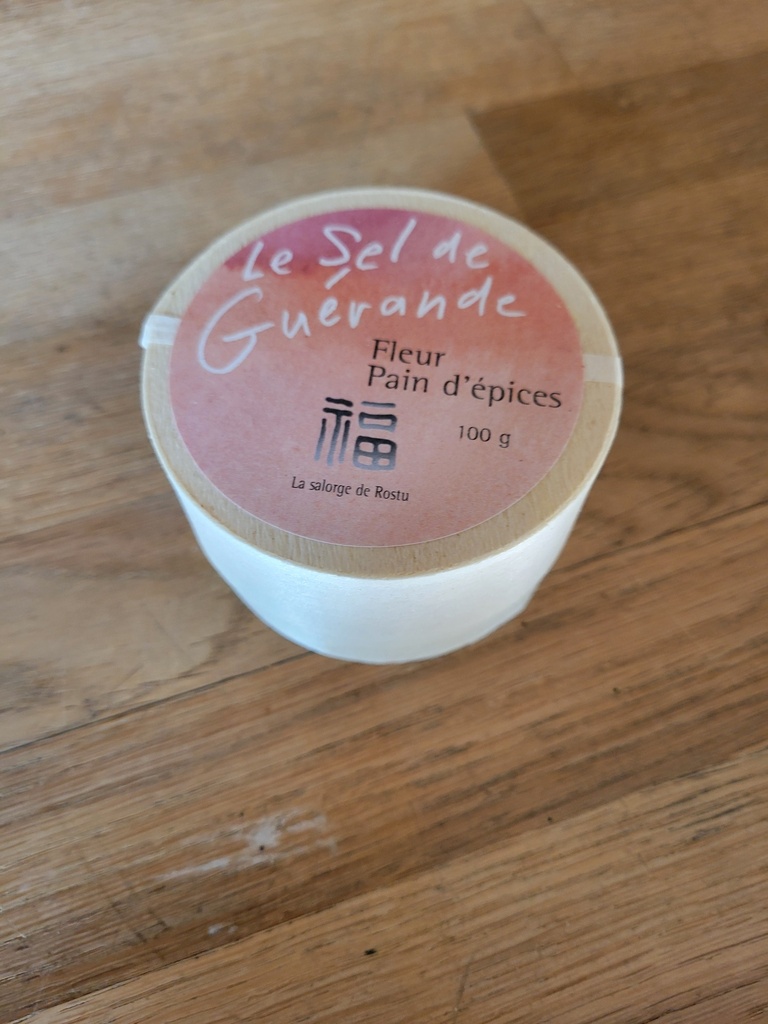 Le Sel de
Guérande
Fleur
Pain d'épices
100 g
福
La salorge de Rostu